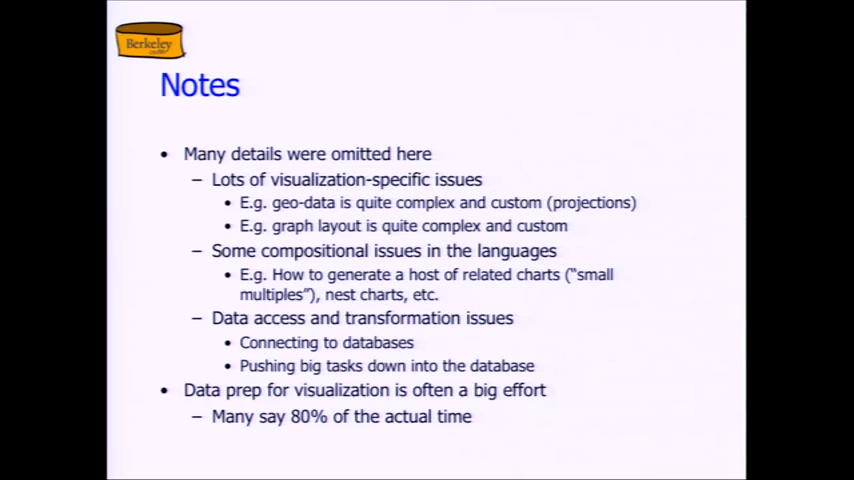 Berkeley
Notes
• Many details were omitted here
– Lots of visualization-specific issues
• E.g. geo-data is quite complex and custom (projections)
• E.g. graph layout is quite complex and custom
– Some compositional issues in the languages
• E.g. How to generate a host of related charts (“small
multiples”), nest charts, etc.
– Data access and transformation issues
• Connecting to databases
• Pushing big tasks down into the database
• Data prep for visualization is often a big effort
– Many say 80% of the actual time